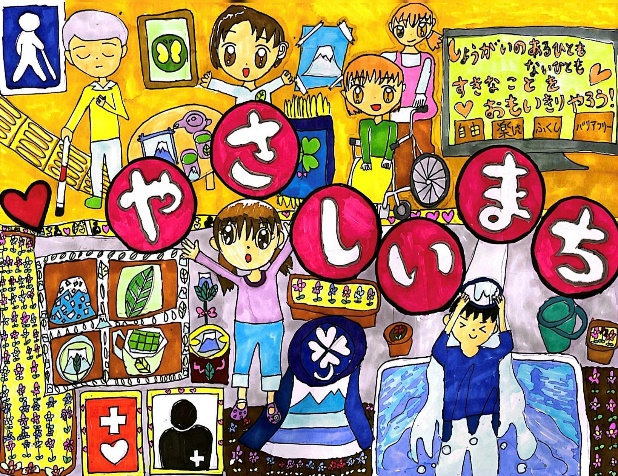 しょうがいのあるひとも
ないひとも
すきなことを
おもいきりやろう!
自由 楽しさ ふくし バリアフリー
やさしいまち